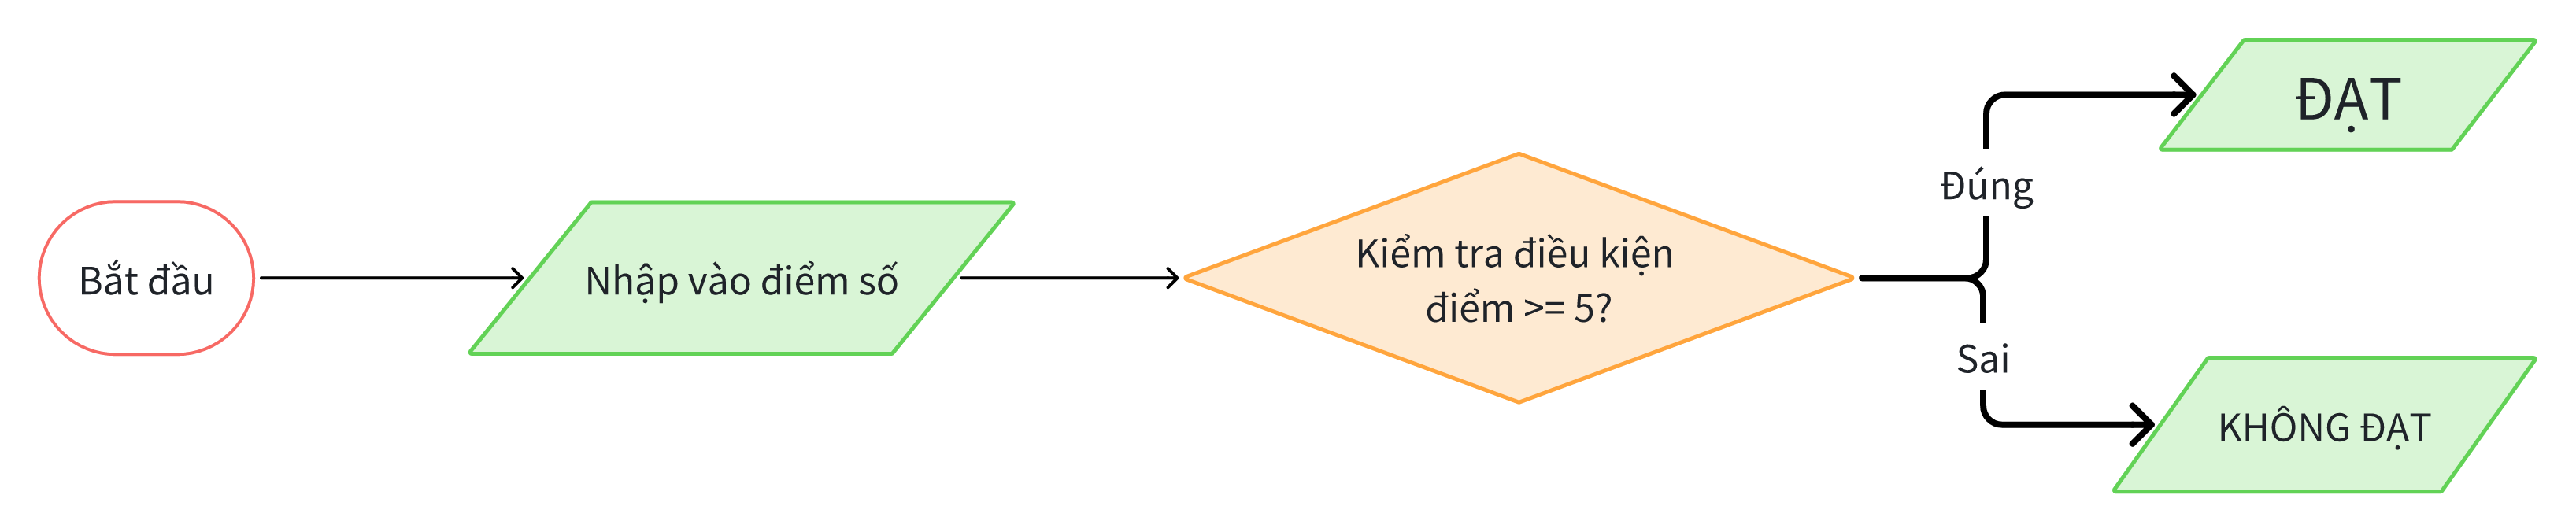 Bắt đầu
Nhập vào điểm số
Kiểm tra điều kiện
điểm >= 5?
Đúng
ĐẠT
Sai
KHÔNG ĐẠT